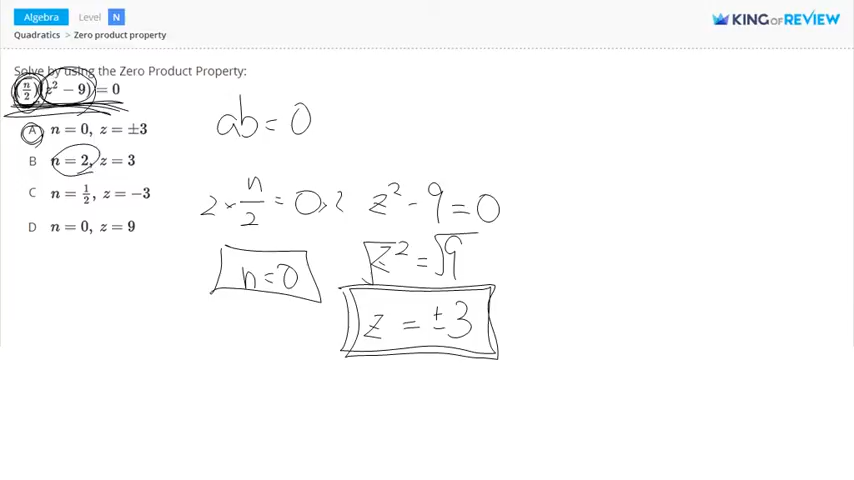 Algebra Level N
KING OF REVIEW
Quadratics > Zero product property
Solve by using the Zero Product Property:
(n/2)(z² − 9) = 0
A n = 0, z = ±3
B n = 2, z = 3
C n = 1/2, z = −3
D n = 0, z = 9
ab = 0
2 × n/2 = 0 × 2
n = 0
z² − 9 = 0
√z² = √9
z = ±3